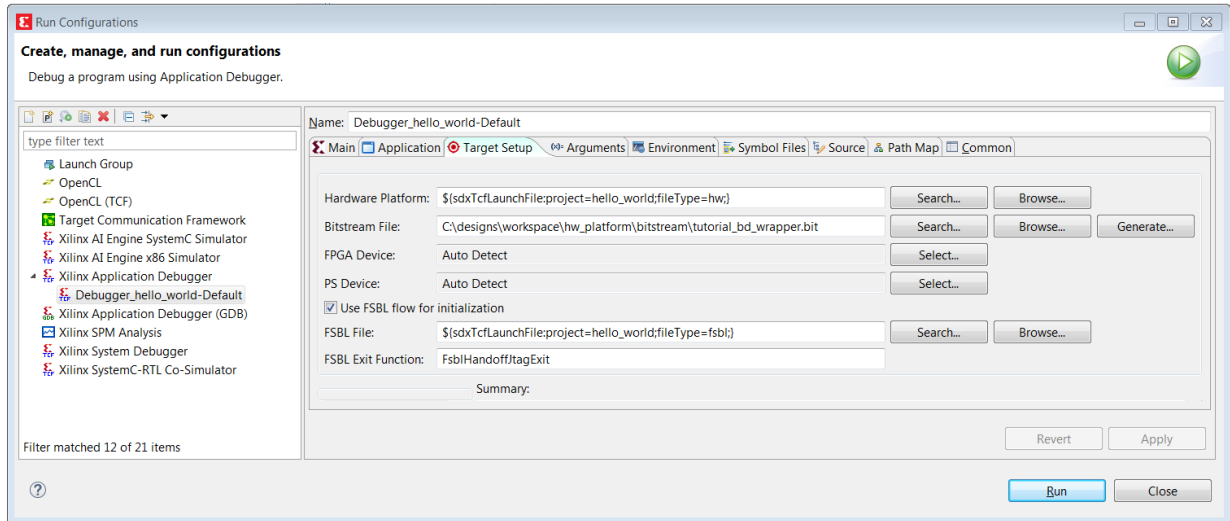 Run Configurations
Create, manage, and run configurations
Debug a program using Application Debugger.
type filter text
Launch Group
OpenCL
OpenCL (TCF)
Target Communication Framework
Xilinx AI Engine SystemC Simulator
Xilinx AI Engine x86 Simulator
Xilinx Application Debugger
Debugger_hello_world-Default
Xilinx Application Debugger (GDB)
Xilinx SPM Analysis
Xilinx System Debugger
Xilinx SystemC-RTL Co-Simulator
Filter matched 12 of 21 items
Name: Debugger_hello_world-Default
Main Application Target Setup Arguments Environment Symbol Files Source Path Map Common
Hardware Platform: ${sdxTcfLaunchFile:project=hello_world;fileType=hw;} Search... Browse...
Bitstream File: C:\designs\workspace\hw_platform\bitstream\tutorial_bd_wrapper.bit Search... Browse... Generate...
FPGA Device: Auto Detect Select...
PS Device: Auto Detect Select...
Use FSBL flow for initialization
FSBL File: ${sdxTcfLaunchFile:project=hello_world;fileType=fsbl;} Search... Browse...
FSBL Exit Function: FsblHandoffJtagExit
Summary:
Revert Apply
? Run Close